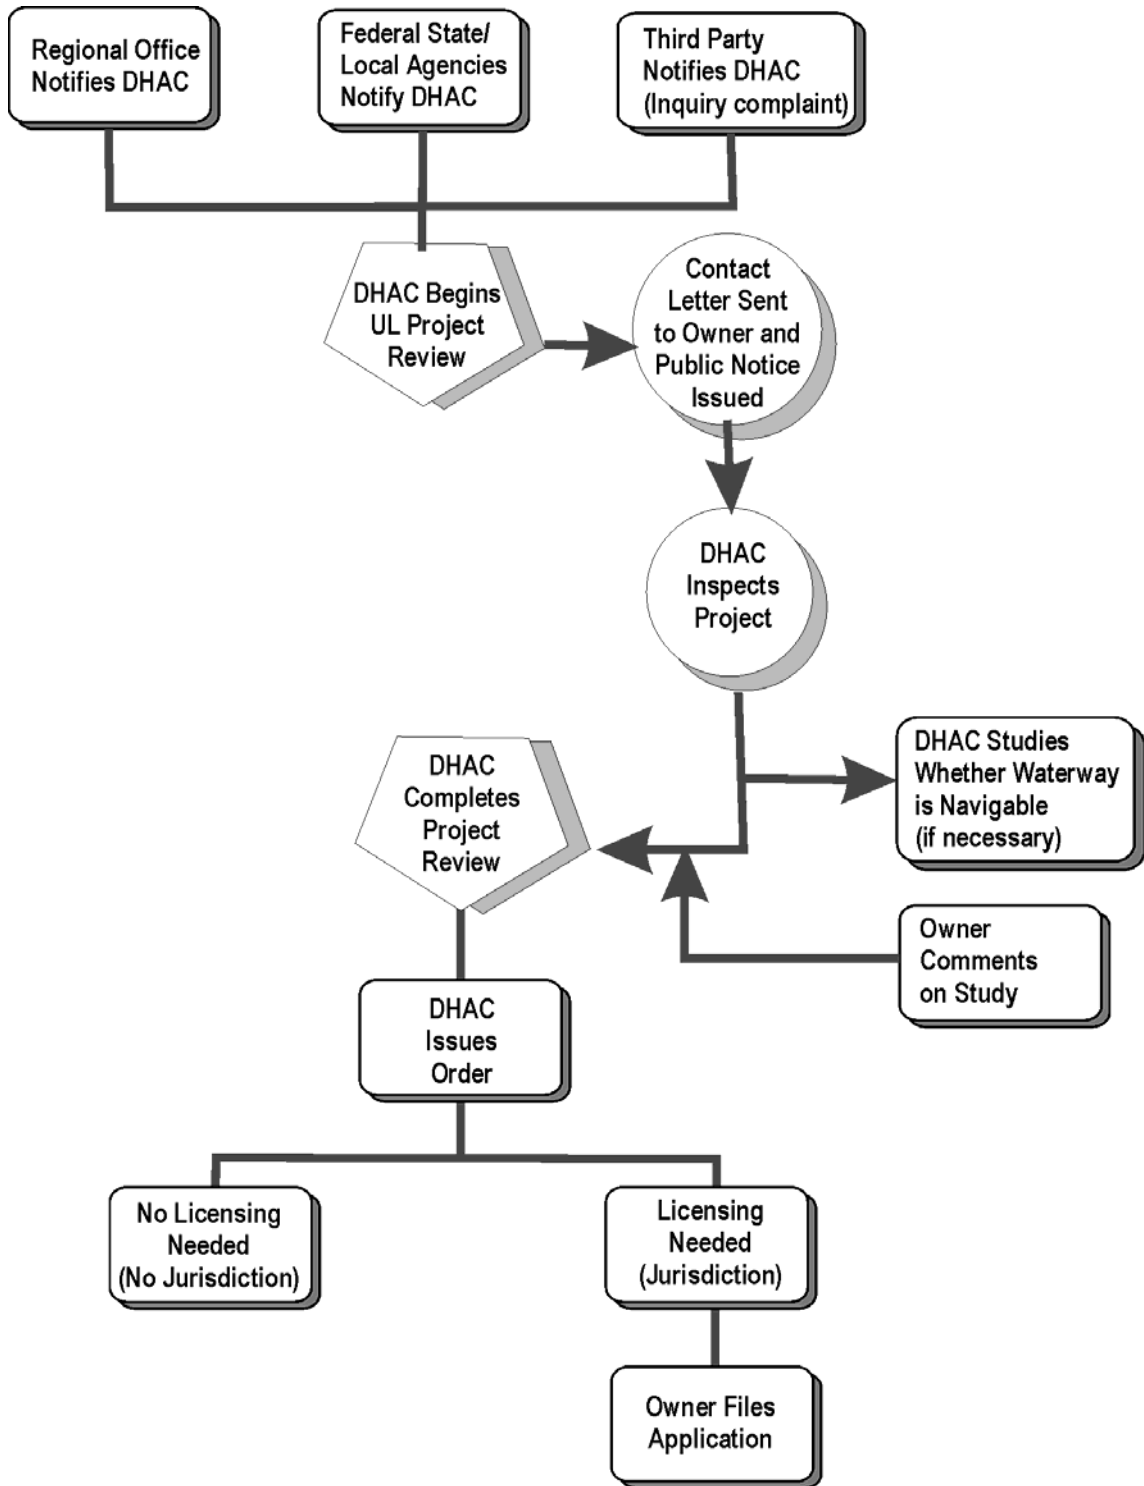 Regional Office
Notifies DHAC
Federal State/
Local Agencies
Notify DHAC
Third Party
Notifies DHAC
(Inquiry complaint)
DHAC Begins
UL Project
Review
Contact
Letter Sent
to Owner and
Public Notice
Issued
DHAC
Inspects
Project
DHAC Studies
Whether Waterway
is Navigable
(if necessary)
DHAC
Completes
Project
Review
Owner
Comments
on Study
DHAC
Issues
Order
No Licensing
Needed
(No Jurisdiction)
Licensing
Needed
(Jurisdiction)
Owner Files
Application